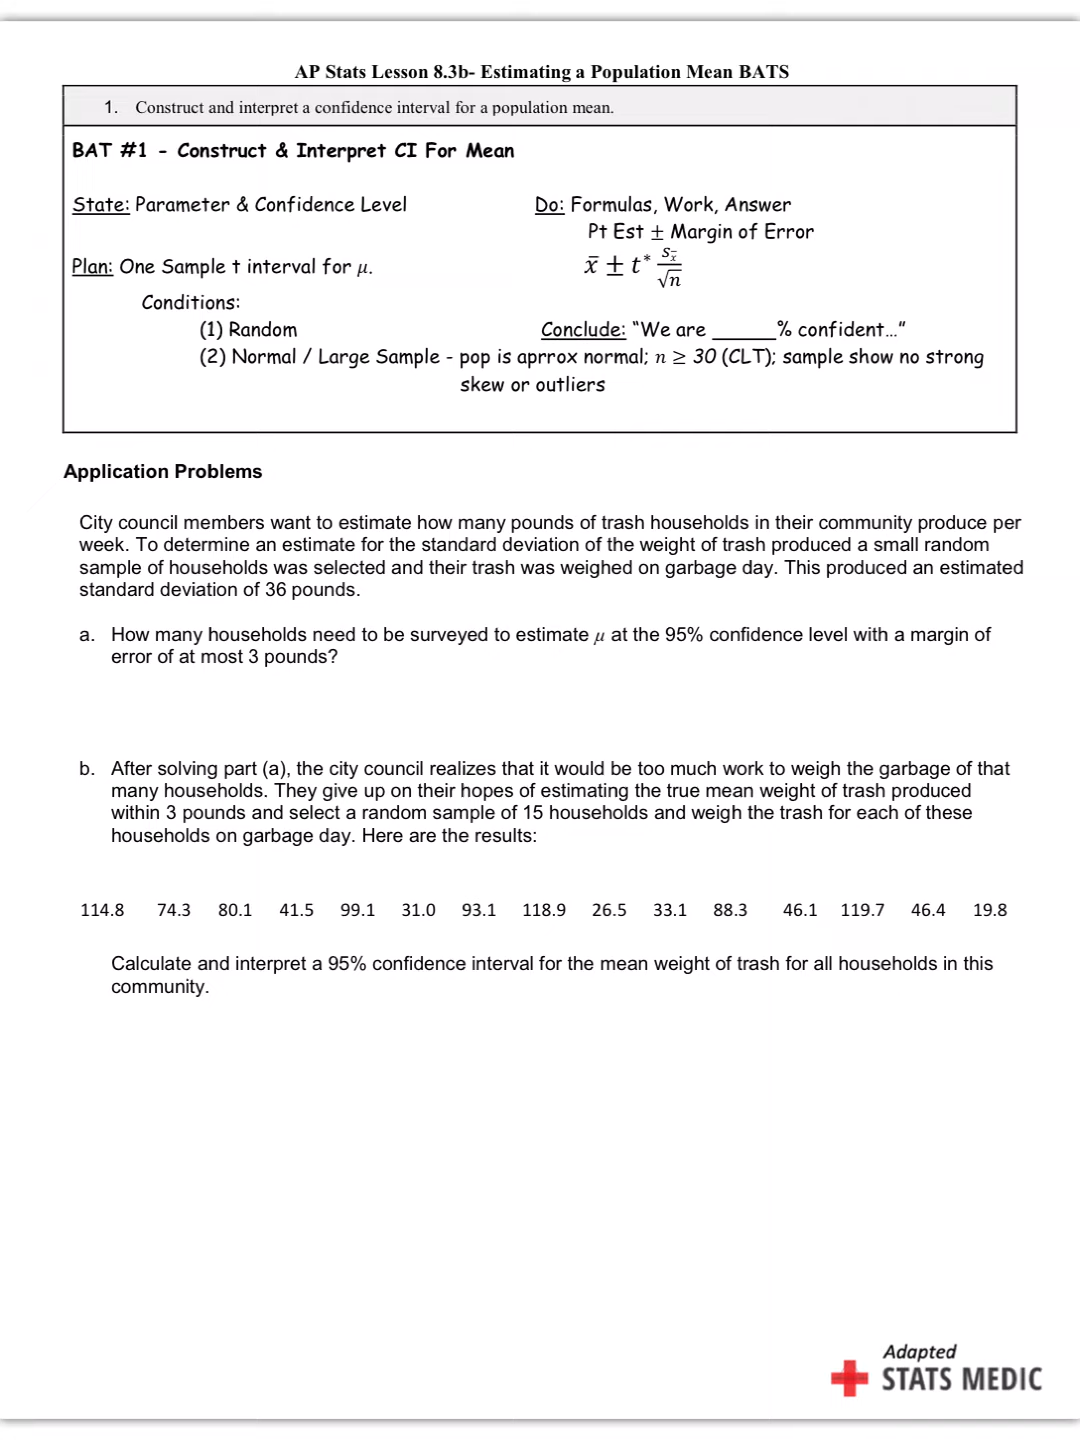 AP Stats Lesson 8.3b- Estimating a Population Mean BATS
1. Construct and interpret a confidence interval for a population mean.
BAT #1 - Construct & Interpret CI For Mean
State: Parameter & Confidence Level
Do: Formulas, Work, Answer
Pt Est ± Margin of Error
Plan: One Sample t interval for μ.
x̄ ± t* sx̄/√n
Conditions:
(1) Random
Conclude: "We are ______% confident…"
(2) Normal / Large Sample - pop is aprrox normal; n ≥ 30 (CLT); sample show no strong
skew or outliers
Application Problems
City council members want to estimate how many pounds of trash households in their community produce per
week. To determine an estimate for the standard deviation of the weight of trash produced a small random
sample of households was selected and their trash was weighed on garbage day. This produced an estimated
standard deviation of 36 pounds.
a. How many households need to be surveyed to estimate μ at the 95% confidence level with a margin of
error of at most 3 pounds?
b. After solving part (a), the city council realizes that it would be too much work to weigh the garbage of that
many households. They give up on their hopes of estimating the true mean weight of trash produced
within 3 pounds and select a random sample of 15 households and weigh the trash for each of these
households on garbage day. Here are the results:
114.8 74.3 80.1 41.5 99.1 31.0 93.1 118.9 26.5 33.1 88.3 46.1 119.7 46.4 19.8
Calculate and interpret a 95% confidence interval for the mean weight of trash for all households in this
community.
Adapted
STATS MEDIC